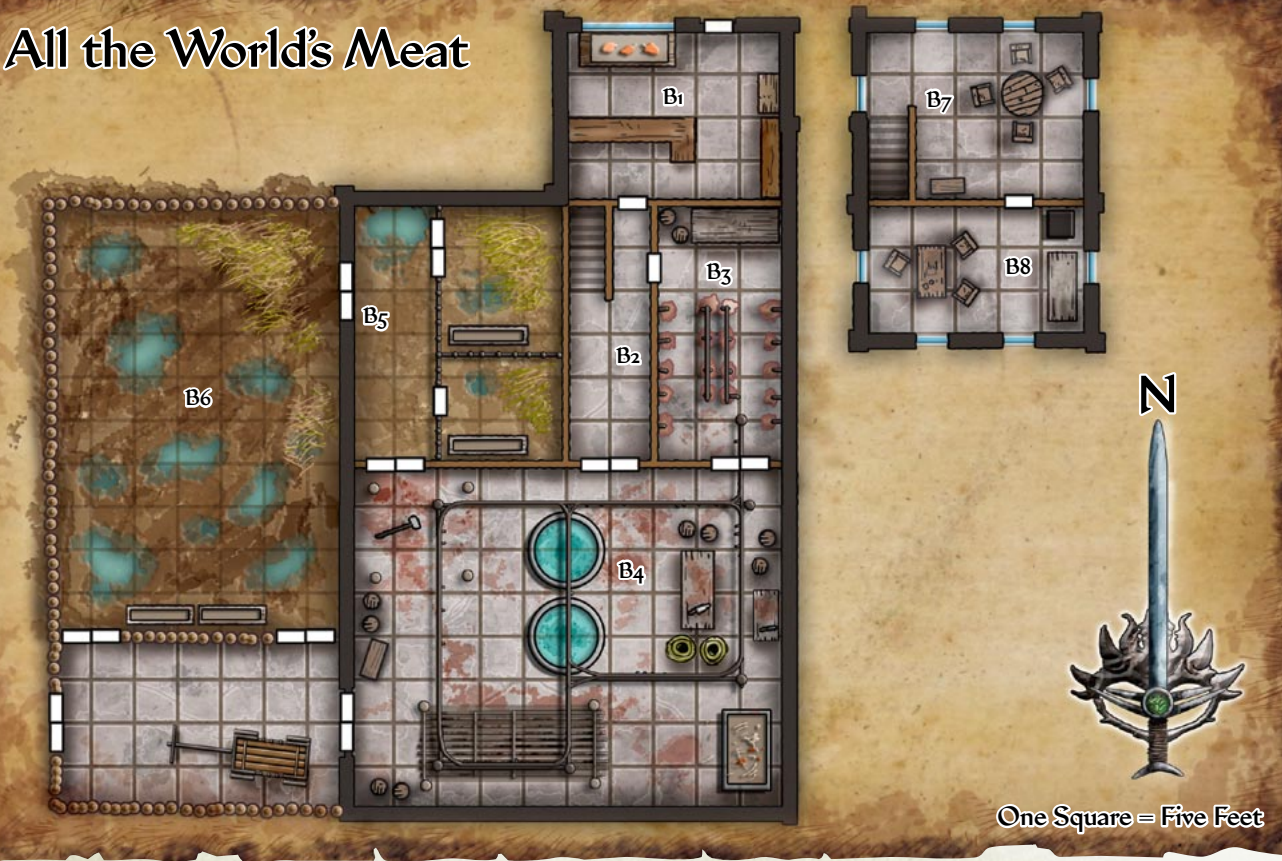 All the World's Meat
B1
B7
B3
B8
B5
B2
B6
N
B4
One Square = Five Feet